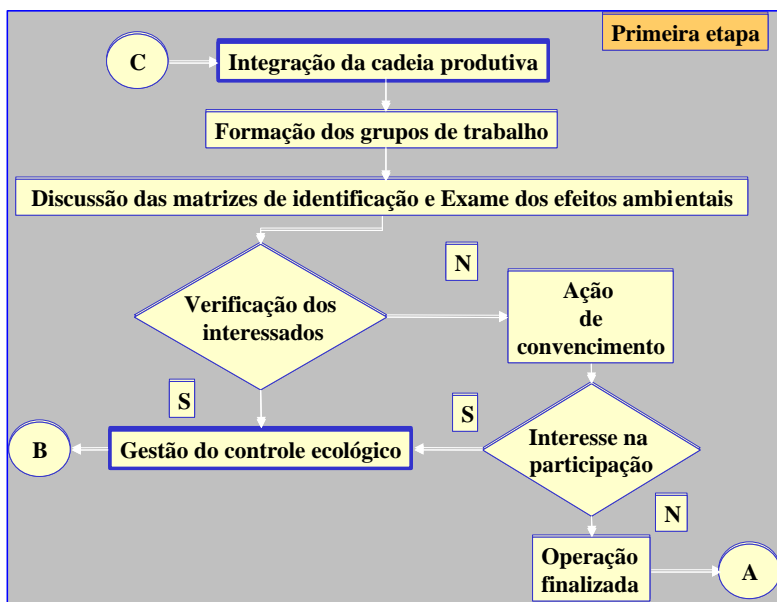 Primeira etapa
C
Integração da cadeia produtiva
Formação dos grupos de trabalho
Discussão das matrizes de identificação e Exame dos efeitos ambientais
N
Verificação dos
interessados
Ação
de
convencimento
S
S
B
Gestão do controle ecológico
Interesse na
participação
N
Operação
finalizada
A